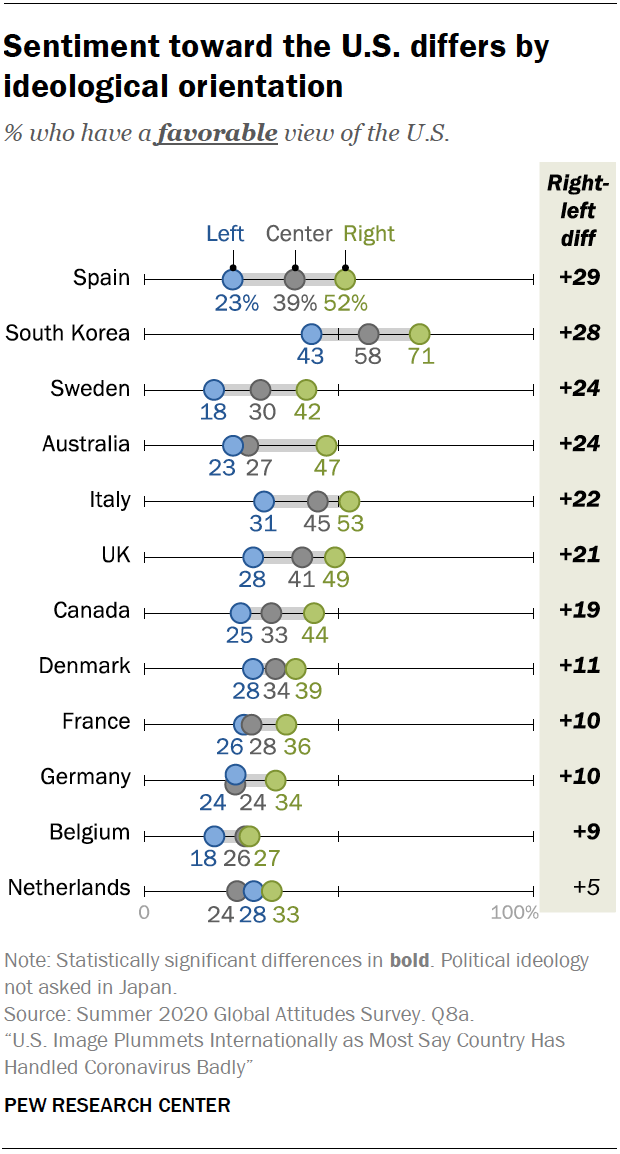 Sentiment toward the U.S. differs by
ideological orientation
% who have a favorable view of the U.S.
Right-
left
diff
Left Center Right
Spain +29
23% 39% 52%
South Korea +28
43 58 71
Sweden +24
18 30 42
Australia +24
23 27 47
Italy +22
31 45 53
UK +21
28 41 49
Canada +19
25 33 44
Denmark +11
28 34 39
France +10
26 28 36
Germany +10
24 24 34
Belgium +9
18 26 27
Netherlands +5
0 100%
24 28 33
Note: Statistically significant differences in bold. Political ideology
not asked in Japan.
Source: Summer 2020 Global Attitudes Survey. Q8a.
“U.S. Image Plummets Internationally as Most Say Country Has
Handled Coronavirus Badly”
PEW RESEARCH CENTER